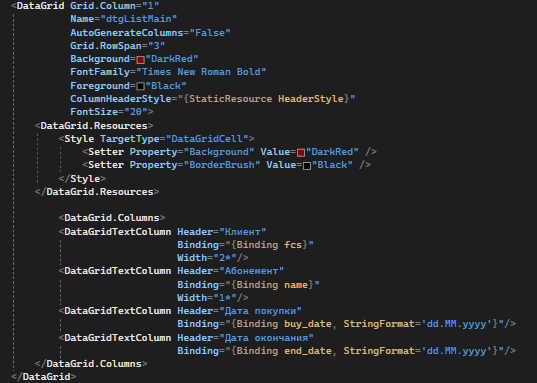 <DataGrid Grid.Column="1"
Name="dtgListMain"
AutoGenerateColumns="False"
Grid.RowSpan="3"
Background="DarkRed"
FontFamily="Times New Roman Bold"
Foreground="Black"
ColumnHeaderStyle="{StaticResource HeaderStyle}"
FontSize="20">
<DataGrid.Resources>
<Style TargetType="DataGridCell">
<Setter Property="Background" Value="DarkRed" />
<Setter Property="BorderBrush" Value="Black" />
</Style>
</DataGrid.Resources>
<DataGrid.Columns>
<DataGridTextColumn Header="Клиент"
Binding="{Binding fcs}"
Width="2*"/>
<DataGridTextColumn Header="Абонемент"
Binding="{Binding name}"
Width="1*"/>
<DataGridTextColumn Header="Дата покупки"
Binding="{Binding buy_date, StringFormat='dd.MM.yyyy'}"/>
<DataGridTextColumn Header="Дата окончания"
Binding="{Binding end_date, StringFormat='dd.MM.yyyy'}"/>
</DataGrid.Columns>
</DataGrid>